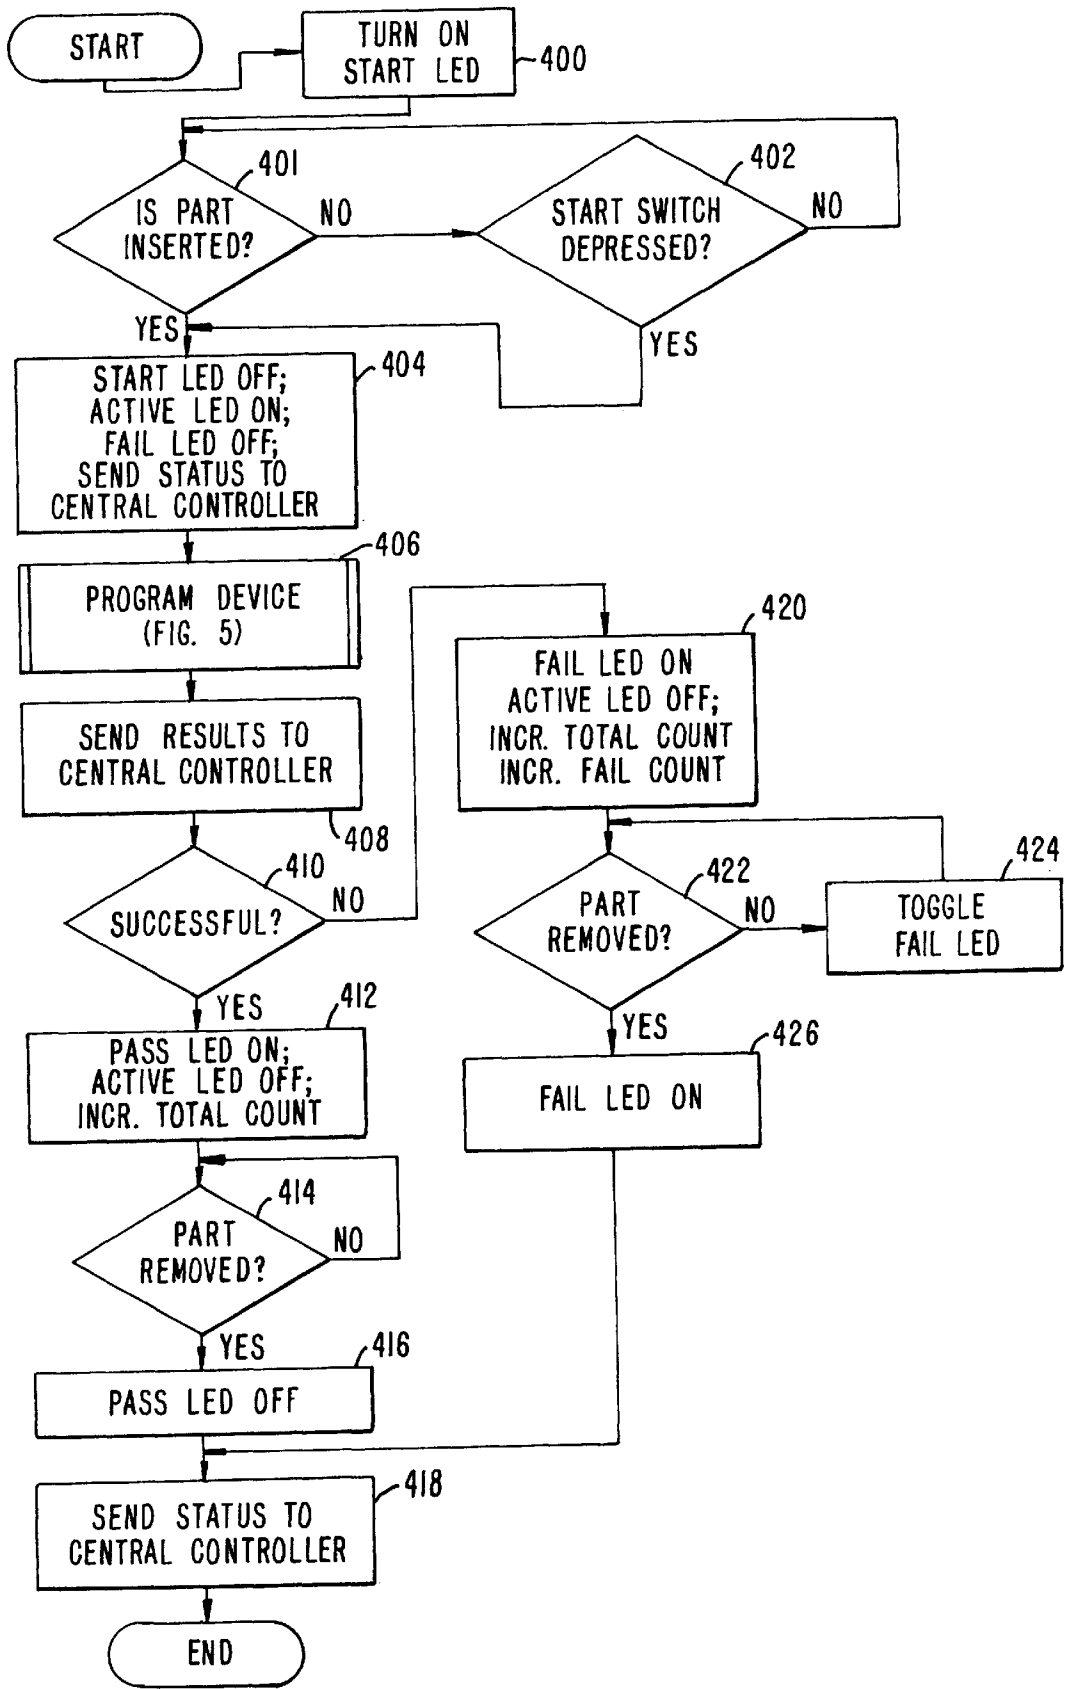 START
TURN ON
START LED
400
401
IS PART
INSERTED?
NO
402
START SWITCH
DEPRESSED?
NO
YES
YES
404
START LED OFF;
ACTIVE LED ON;
FAIL LED OFF;
SEND STATUS TO
CENTRAL CONTROLLER
406
PROGRAM DEVICE
(FIG. 5)
SEND RESULTS TO
CENTRAL CONTROLLER
408
410
SUCCESSFUL?
NO
YES
412
PASS LED ON;
ACTIVE LED OFF;
INCR. TOTAL COUNT
414
PART
REMOVED?
NO
YES
416
PASS LED OFF
420
FAIL LED ON
ACTIVE LED OFF;
INCR. TOTAL COUNT
INCR. FAIL COUNT
422
PART
REMOVED?
NO
424
TOGGLE
FAIL LED
YES
426
FAIL LED ON
418
SEND STATUS TO
CENTRAL CONTROLLER
END